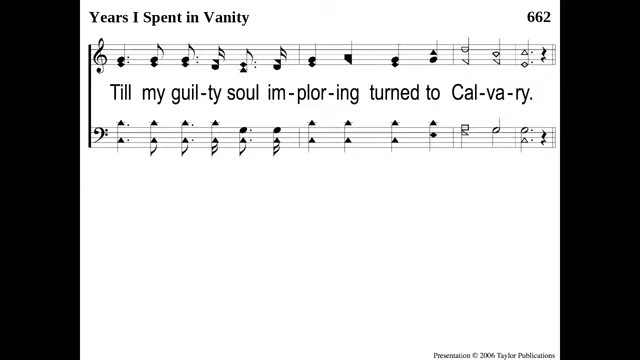 Years I Spent in Vanity 662
Till my guil-ty soul im-plor-ing turned to Cal-va-ry.
Presentation © 2006 Taylor Publications